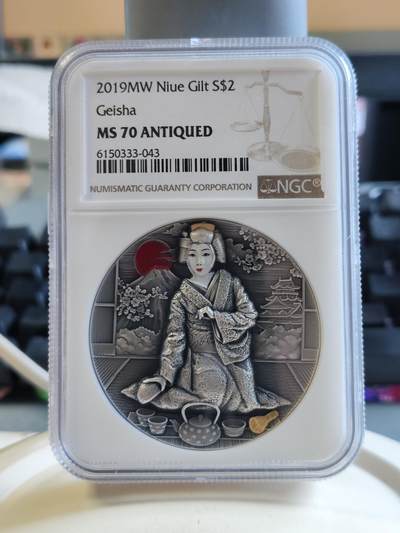 2019MW Niue Gilt S$2
Geisha
MS 70 ANTIQUED
6150333-043
NUMISMATIC GUARANTY CORPORATION
NGC®